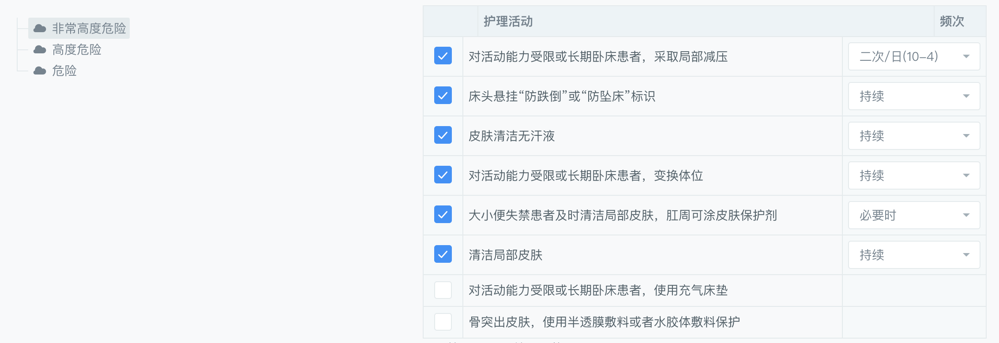 非常高度危险
高度危险
危险
护理活动 频次
对活动能力受限或长期卧床患者，采取局部减压 二次/日(10-4)
床头悬挂“防跌倒”或“防坠床”标识 持续
皮肤清洁无汗液 持续
对活动能力受限或长期卧床患者，变换体位 持续
大小便失禁患者及时清洁局部皮肤，肛周可涂皮肤保护剂 必要时
清洁局部皮肤 持续
对活动能力受限或长期卧床患者，使用充气床垫
骨突出皮肤，使用半透膜敷料或者水胶体敷料保护